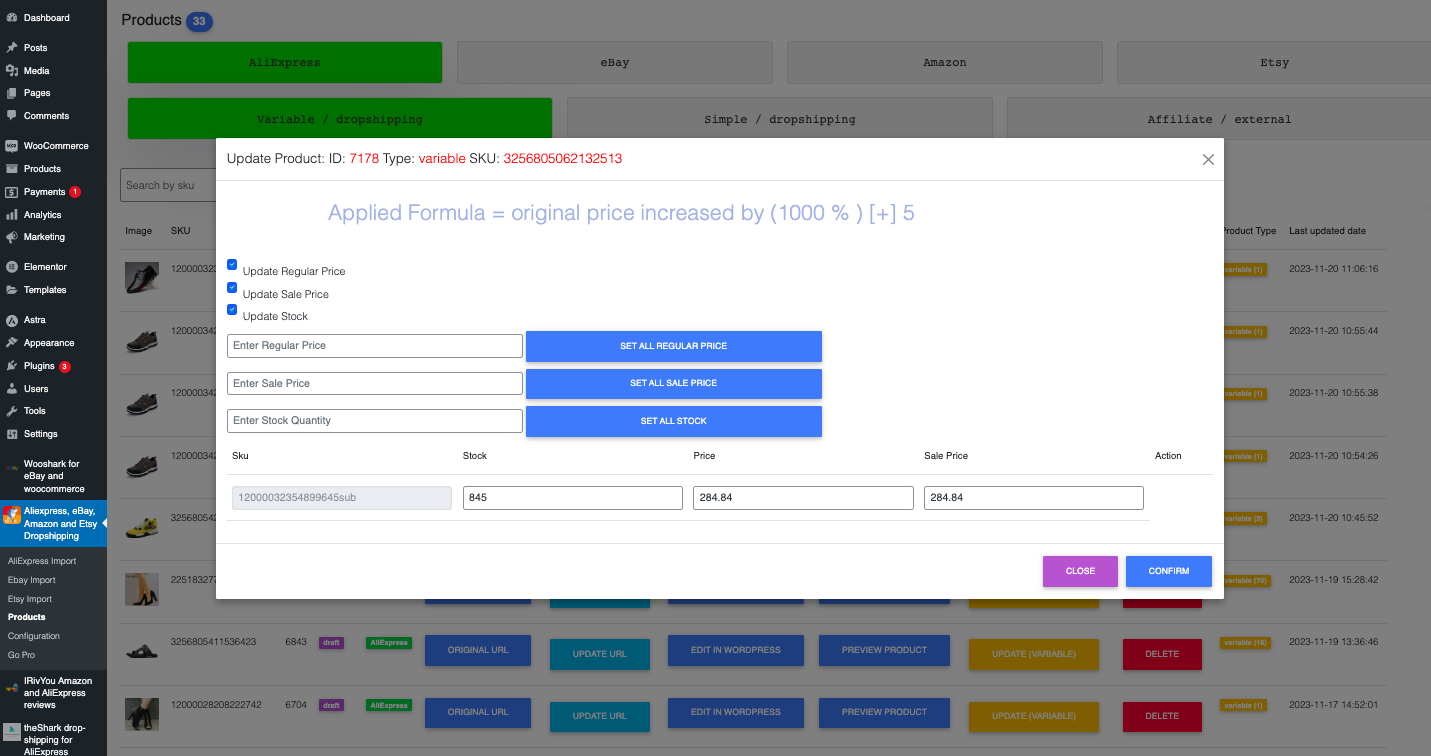 Dashboard
Posts
Media
Pages
Comments
WooCommerce
Products
Payments 1
Analytics
Marketing
Elementor
Templates
Astra
Appearance
Plugins 3
Users
Tools
Settings
Wooshark for
eBay and
woocommerce
Aliexpress, eBay,
Amazon and Etsy
Dropshipping
AliExpress Import
Ebay Import
Etsy Import
Products
Configuration
Go Pro
IRivYou Amazon
and AliExpress
reviews
theShark drop-
shipping for
AliExpress
Products 33
AliExpress eBay Amazon Etsy
Variable / dropshipping Simple / dropshipping Affiliate / external
Search by sku
Image SKU Product Type Last updated date
12000032 variable (1) 2023-11-20 11:06:16
12000034 variable (1) 2023-11-20 10:55:44
12000034 variable (1) 2023-11-20 10:55:38
12000034 variable (1) 2023-11-20 10:54:26
32568054 variable (3) 2023-11-20 10:45:52
22518327 variable (70) 2023-11-19 15:28:42
Update Product: ID: 7178 Type: variable SKU: 3256805062132513
Applied Formula = original price increased by (1000 % ) [+] 5
Update Regular Price
Update Sale Price
Update Stock
Enter Regular Price SET ALL REGULAR PRICE
Enter Sale Price SET ALL SALE PRICE
Enter Stock Quantity SET ALL STOCK
Sku Stock Price Sale Price Action
12000032354899645sub 845 284.84 284.84
CLOSE CONFIRM
3256805411536423 6843 draft AliExpress ORIGINAL URL UPDATE URL EDIT IN WORDPRESS PREVIEW PRODUCT UPDATE (VARIABLE) DELETE variable (16) 2023-11-19 13:36:46
12000028208222742 6704 draft AliExpress ORIGINAL URL UPDATE URL EDIT IN WORDPRESS PREVIEW PRODUCT UPDATE (VARIABLE) DELETE variable (1) 2023-11-17 14:52:01